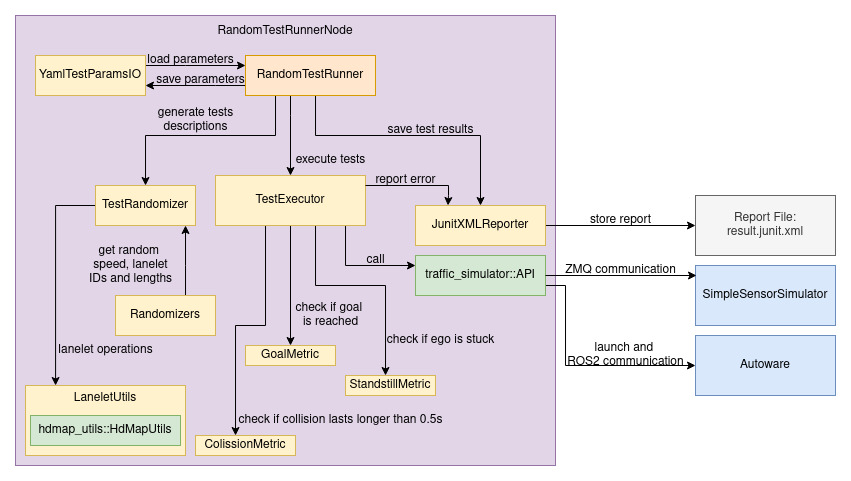 RandomTestRunnerNode
load parameters
YamlTestParamsIO
RandomTestRunner
save parameters
generate tests
descriptions
save test results
execute tests
report error
TestRandomizer
TestExecutor
JunitXMLReporter
store report
Report File:
result.junit.xml
get random
speed, lanelet
IDs and lengths
call
traffic_simulator::API
ZMQ communication
SimpleSensorSimulator
Randomizers
check if goal
is reached
check if ego is stuck
launch and
ROS2 communication
Autoware
lanelet operations
GoalMetric
StandstillMetric
LaneletUtils
hdmap_utils::HdMapUtils
check if collision lasts longer than 0.5s
ColissionMetric